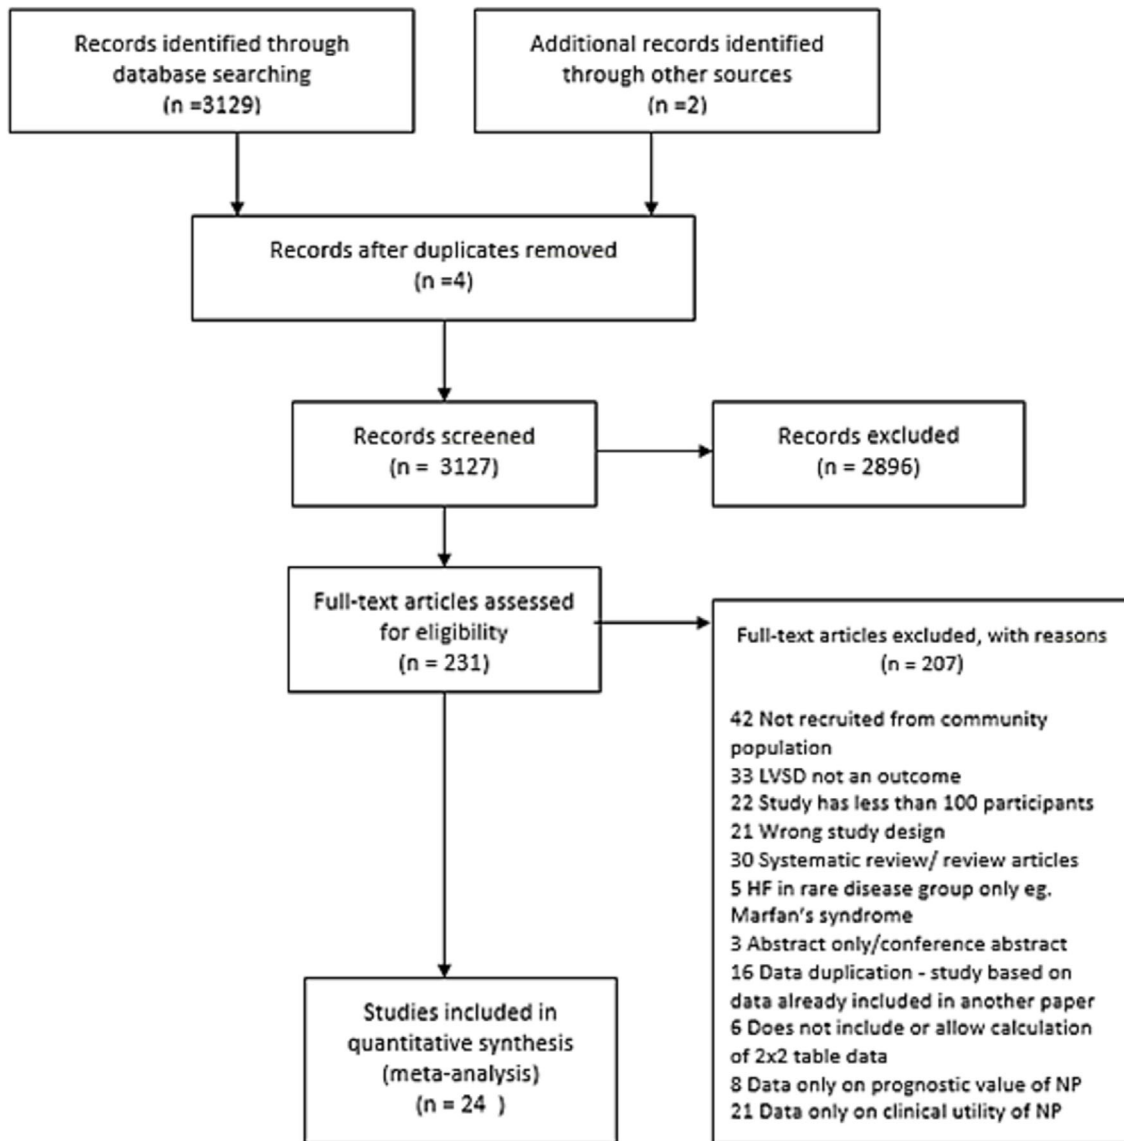 Records identified through
database searching
(n =3129)
Additional records identified
through other sources
(n =2)
Records after duplicates removed
(n =4)
Records screened
(n = 3127)
Records excluded
(n = 2896)
Full-text articles assessed
for eligibility
(n = 231)
Full-text articles excluded, with reasons
(n = 207)
42 Not recruited from community
population
33 LVSD not an outcome
22 Study has less than 100 participants
21 Wrong study design
30 Systematic review/ review articles
5 HF in rare disease group only eg.
Marfan's syndrome
3 Abstract only/conference abstract
16 Data duplication - study based on
data already included in another paper
6 Does not include or allow calculation
of 2x2 table data
8 Data only on prognostic value of NP
21 Data only on clinical utility of NP
Studies included in
quantitative synthesis
(meta-analysis)
(n = 24 )